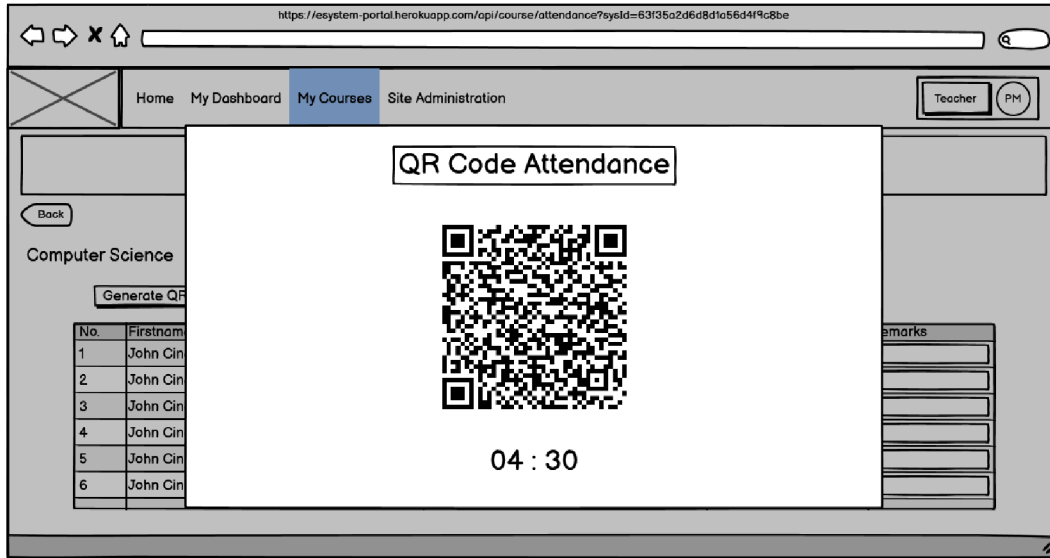 https://esystem-portal.herokuapp.com/api/course/attendance?sysId=63f35a2d6d8d1a56d4f9c8be
Home My Dashboard My Courses Site Administration Teacher PM
QR Code Attendance
Back
Computer Science
Generate QR
No. Firstnam emarks
1 John Cin
2 John Cin
3 John Cin
4 John Cin
5 John Cin
6 John Cin
04 : 30